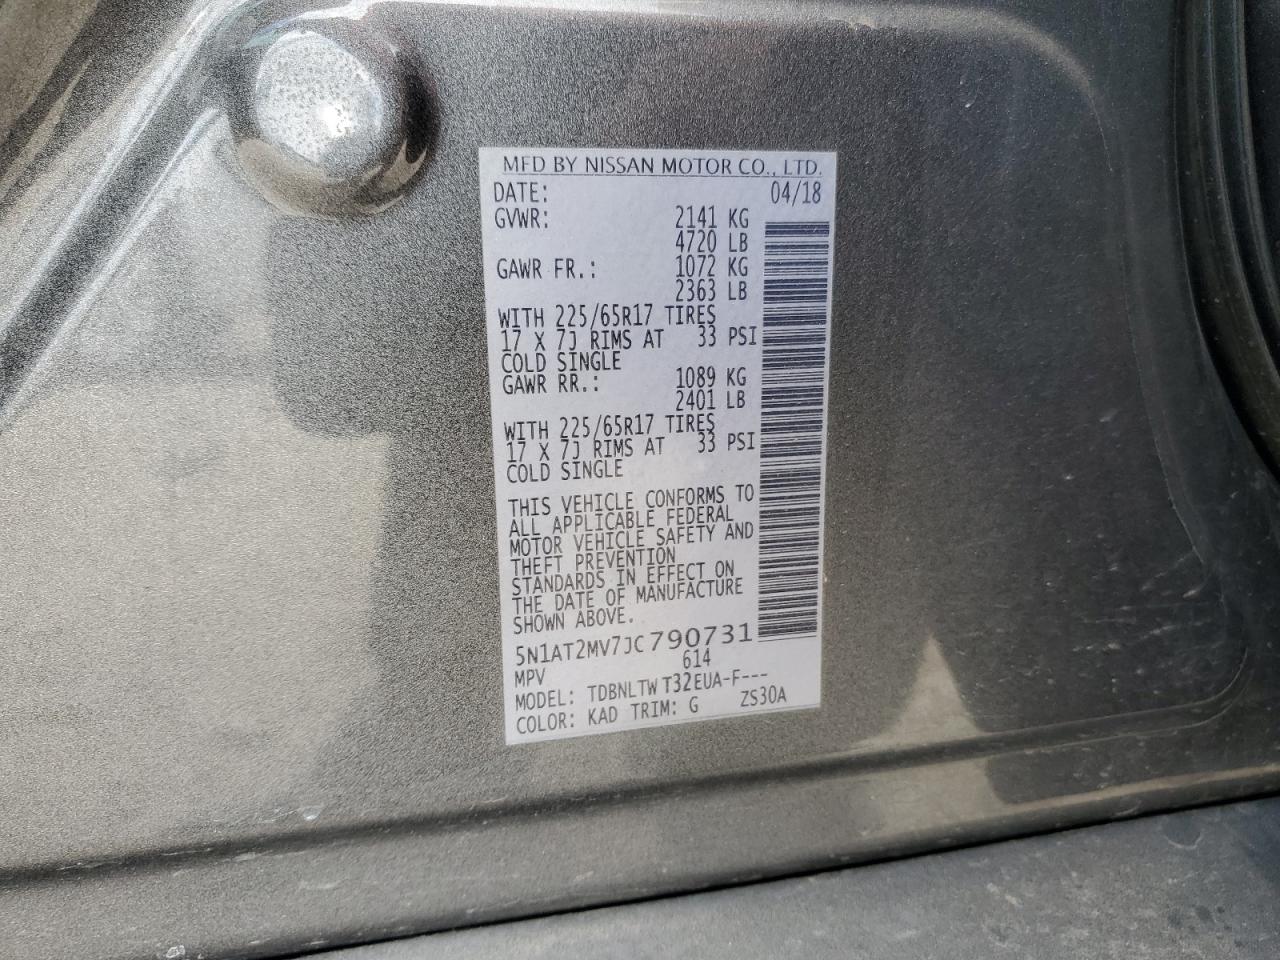 MFD BY NISSAN MOTOR CO., LTD.
DATE: 04/18
GVWR: 2141 KG
4720 LB
GAWR FR.: 1072 KG
2363 LB
WITH 225/65R17 TIRES
17 X 7J RIMS AT 33 PSI
COLD SINGLE
GAWR RR.: 1089 KG
2401 LB
WITH 225/65R17 TIRES
17 X 7J RIMS AT 33 PSI
COLD SINGLE
THIS VEHICLE CONFORMS TO
ALL APPLICABLE FEDERAL
MOTOR VEHICLE SAFETY AND
THEFT PREVENTION
STANDARDS IN EFFECT ON
THE DATE OF MANUFACTURE
SHOWN ABOVE.
5N1AT2MV7JC790731
MPV 614
MODEL: TDBNLTW T32EUA-F---
COLOR: KAD TRIM: G ZS30A